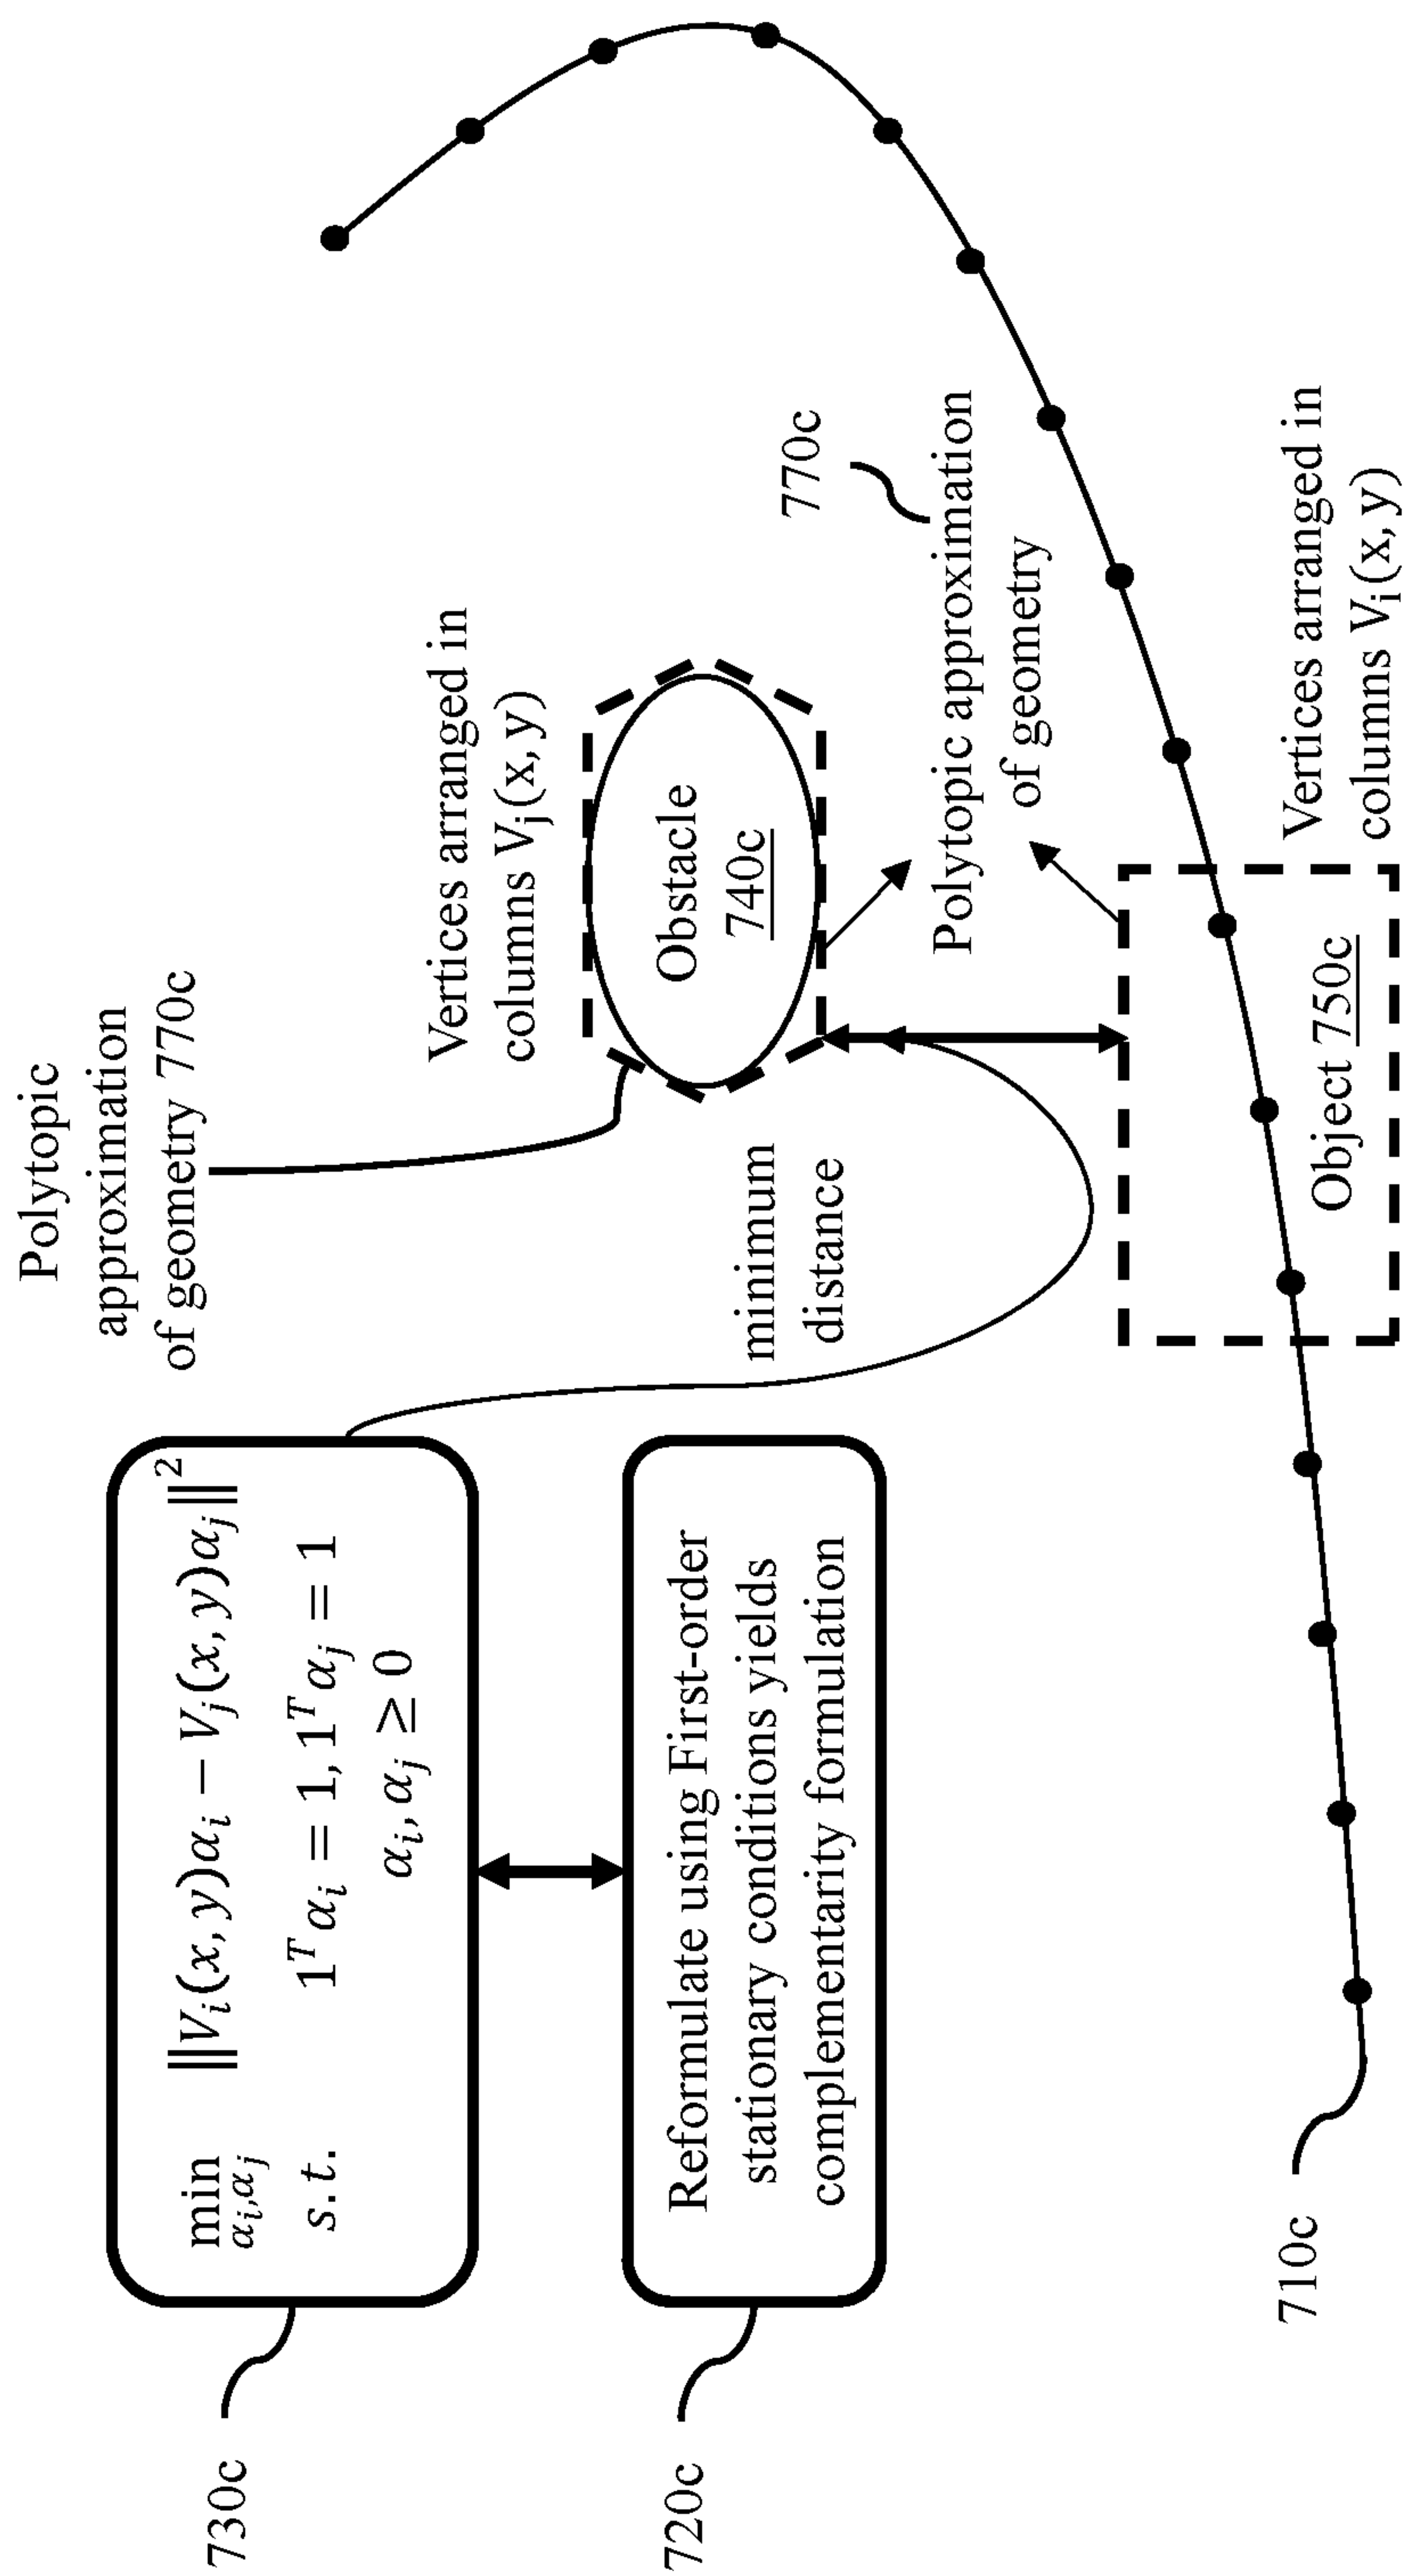 730c
min αi,αj ‖Vi(x, y)αi − Vj(x, y)αj‖²
s.t. 1ᵀαi = 1, 1ᵀαj = 1
αi, αj ≥ 0
720c
Reformulate using First-order
stationary conditions yields
complementarity formulation
Polytopic
approximation
of geometry 770c
Vertices arranged in
columns Vj(x, y)
Obstacle
740c
minimum
distance
770c
Polytopic approximation
of geometry
Object 750c
Vertices arranged in
columns Vi(x, y)
710c